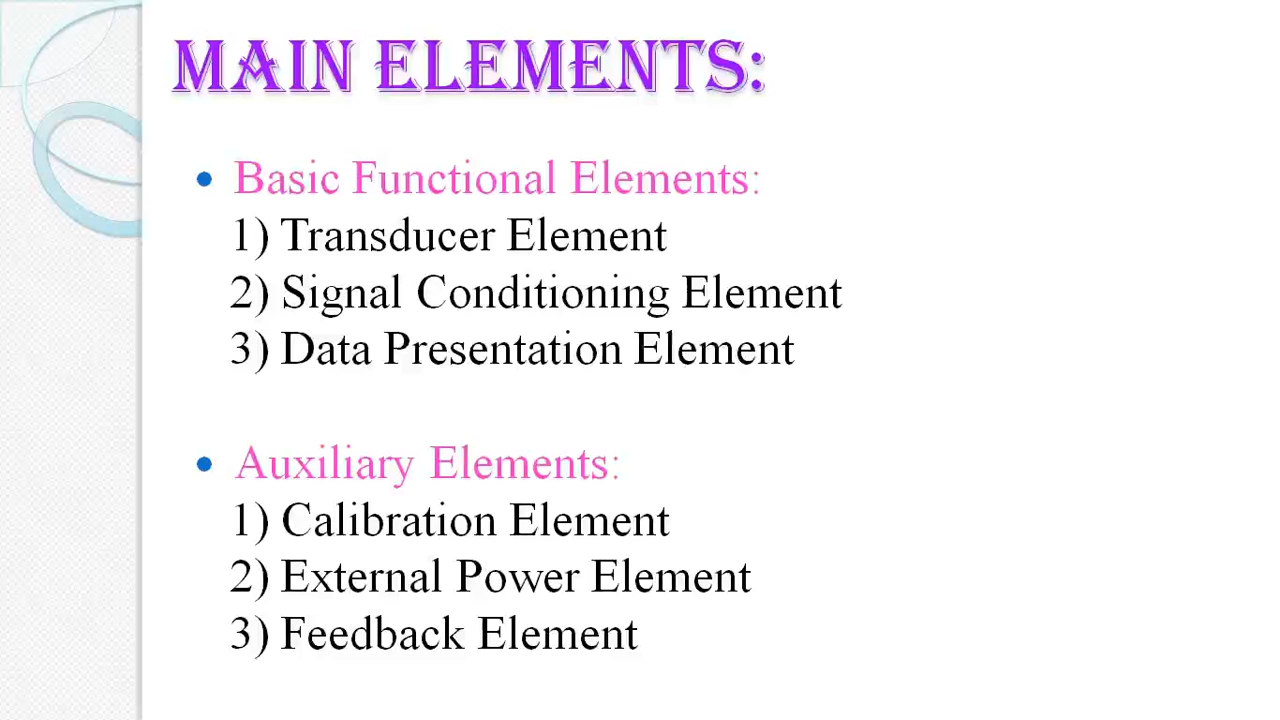 MAIN ELEMENTS:
• Basic Functional Elements:
1) Transducer Element
2) Signal Conditioning Element
3) Data Presentation Element
• Auxiliary Elements:
1) Calibration Element
2) External Power Element
3) Feedback Element